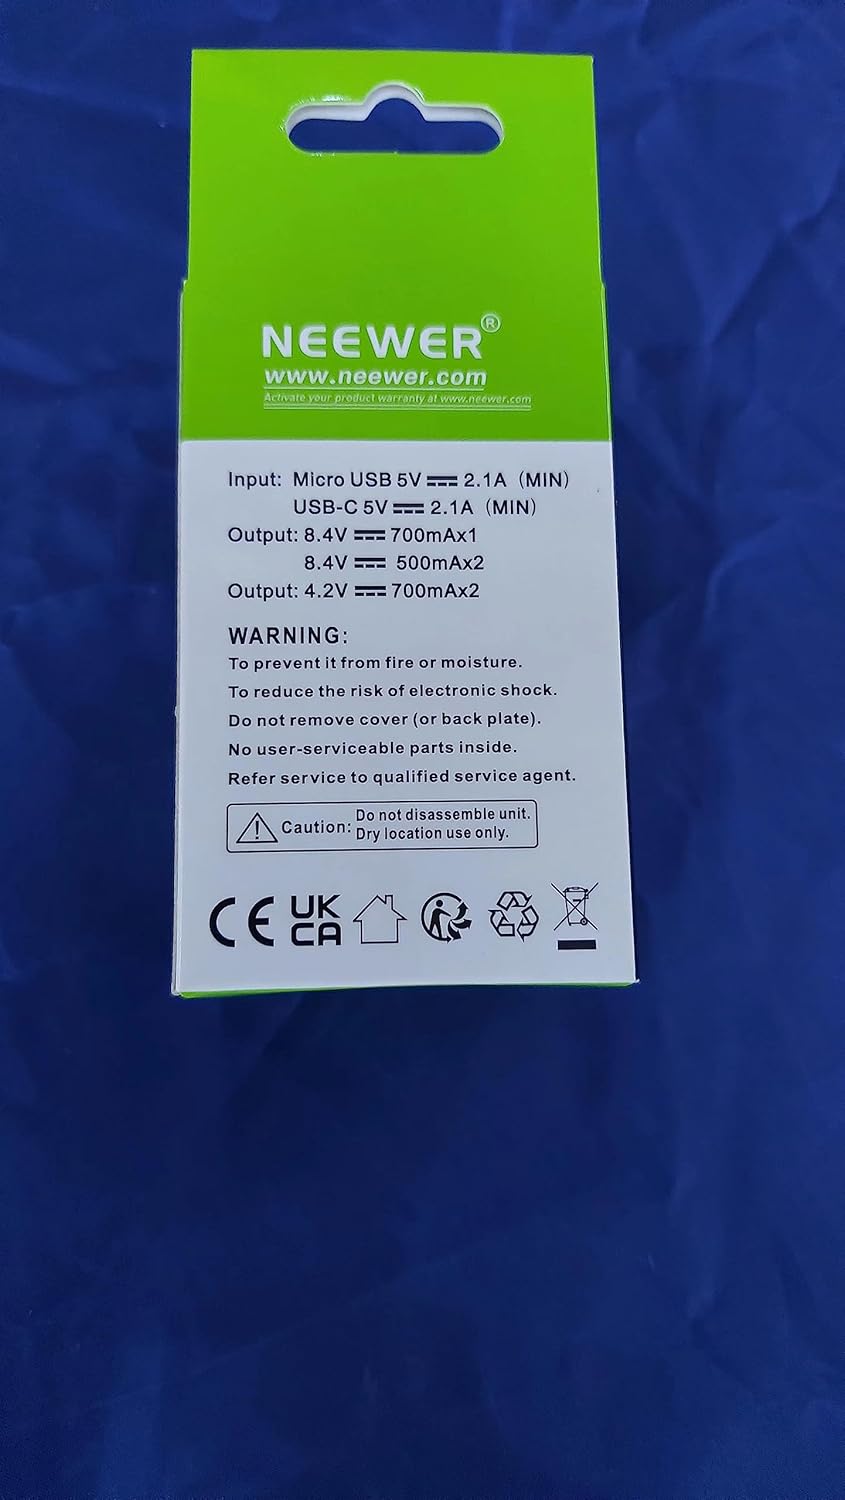 NEEWER®
www.neewer.com
Activate your product warranty at www.neewer.com
Input: Micro USB 5V ⎓ 2.1A (MIN)
USB-C 5V ⎓ 2.1A (MIN)
Output: 8.4V ⎓ 700mAx1
8.4V ⎓ 500mAx2
Output: 4.2V ⎓ 700mAx2
WARNING:
To prevent it from fire or moisture.
To reduce the risk of electronic shock.
Do not remove cover (or back plate).
No user-serviceable parts inside.
Refer service to qualified service agent.
Caution: Do not disassemble unit.
Dry location use only.
CE UK
CA